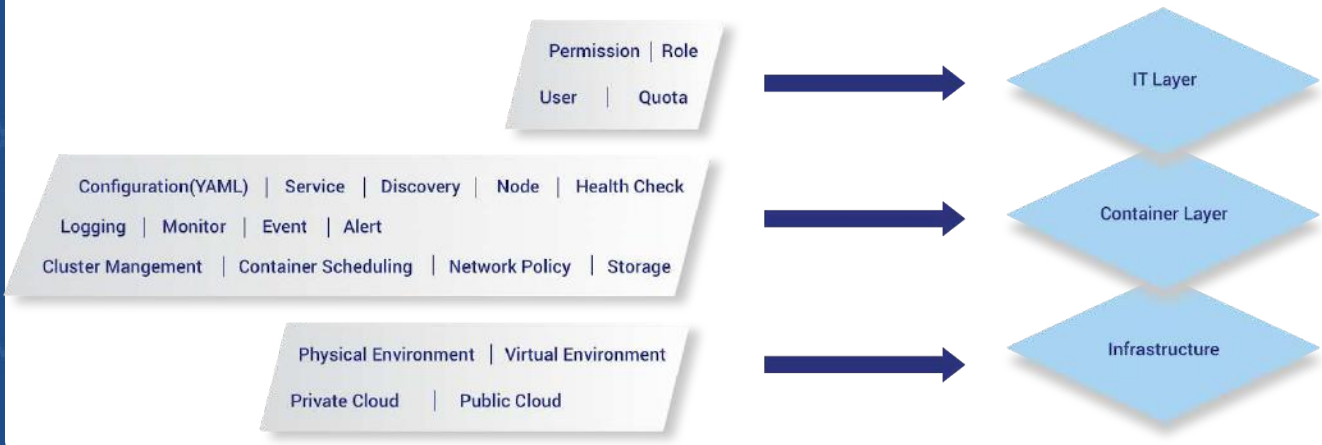 Permission | Role
User | Quota
IT Layer
Configuration(YAML) | Service | Discovery | Node | Health Check
Logging | Monitor | Event | Alert
Cluster Mangement | Container Scheduling | Network Policy | Storage
Container Layer
Physical Environment | Virtual Environment
Private Cloud | Public Cloud
Infrastructure